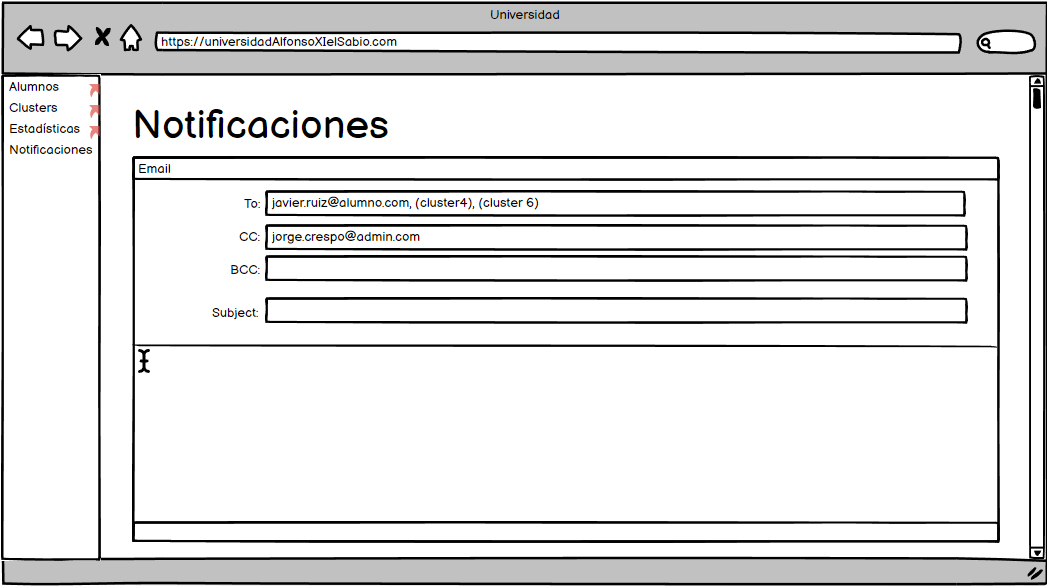 Universidad
https://universidadAlfonsoXIelSabio.com
Alumnos
Clusters
Estadísticas
Notificaciones
Notificaciones
Email
To: javier.ruiz@alumno.com, (cluster4), (cluster 6)
CC: jorge.crespo@admin.com
BCC:
Subject: